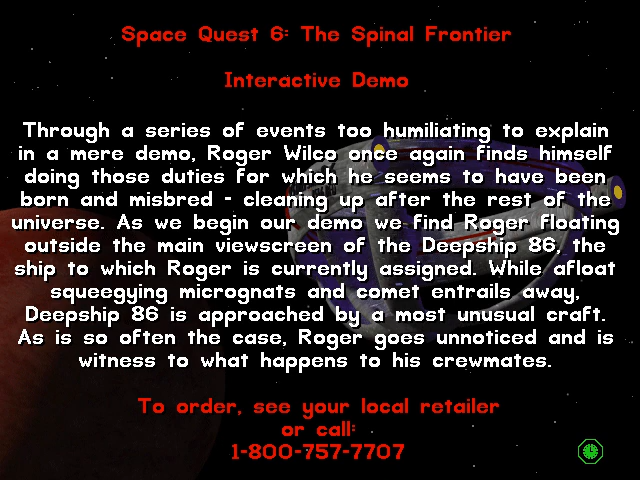 Space Quest 6: The Spinal Frontier
Interactive Demo
Through a series of events too humiliating to explain
in a mere demo, Roger Wilco once again finds himself
doing those duties for which he seems to have been
born and misbred - cleaning up after the rest of the
universe. As we begin our demo we find Roger floating
outside the main viewscreen of the Deepship 86, the
ship to which Roger is currently assigned. While afloat
squeegying micrognats and comet entrails away,
Deepship 86 is approached by a most unusual craft.
As is so often the case, Roger goes unnoticed and is
witness to what happens to his crewmates.
To order, see your local retailer
or call:
1-800-757-7707